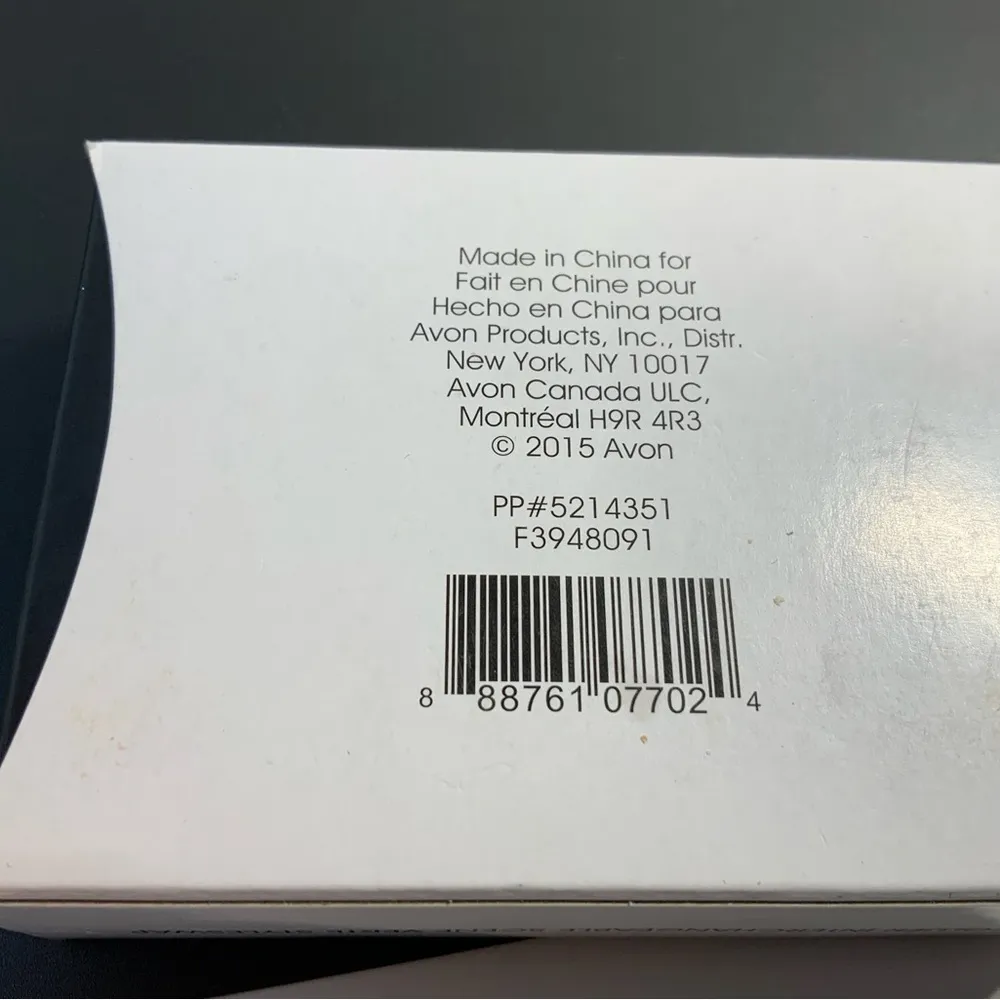 Made in China for
Fait en Chine pour
Hecho en China para
Avon Products, Inc., Distr.
New York, NY 10017
Avon Canada ULC,
Montréal H9R 4R3
© 2015 Avon
PP#5214351
F3948091
8 88761 07702 4